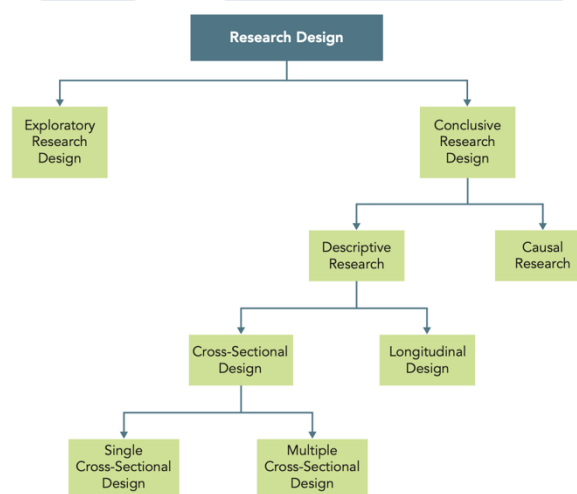 Research Design
Exploratory
Research
Design
Conclusive
Research
Design
Descriptive
Research
Causal
Research
Cross-Sectional
Design
Longitudinal
Design
Single
Cross-Sectional
Design
Multiple
Cross-Sectional
Design